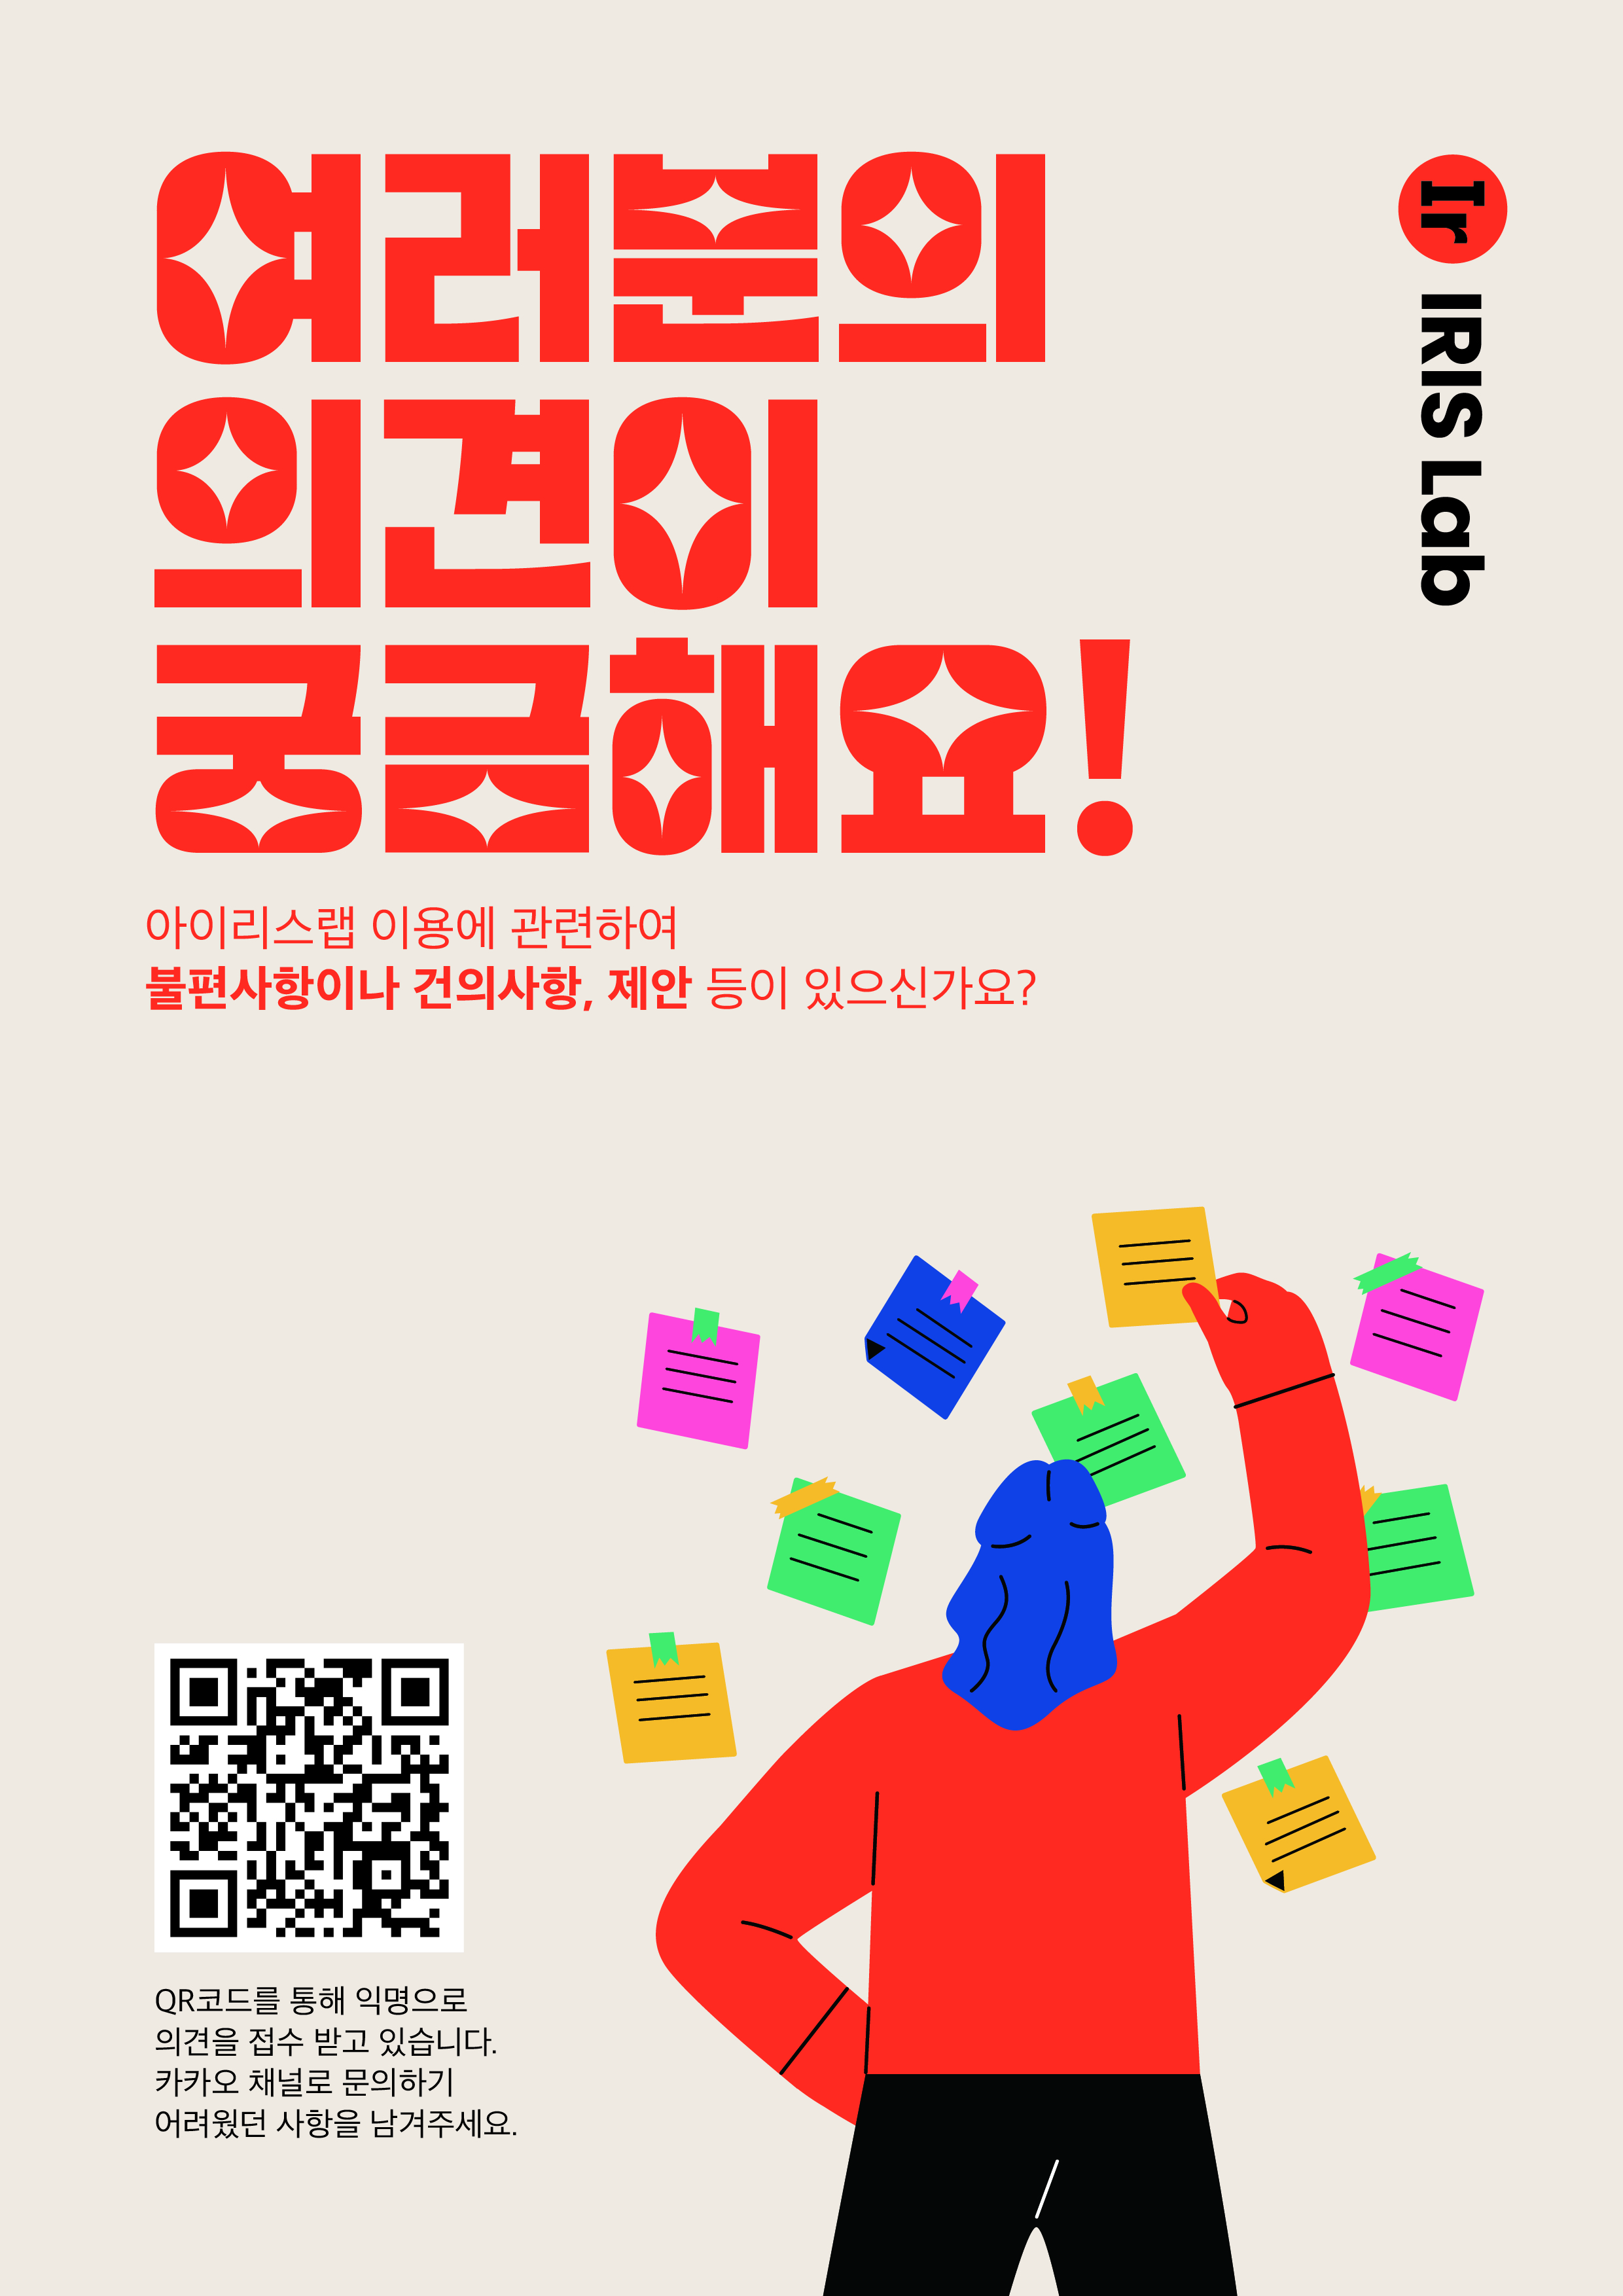 여러분의
의견이
궁금해요!
Ir IRIS Lab
아이리스랩 이용에 관련하여
불편사항이나 건의사항, 제안 등이 있으신가요?
QR코드를 통해 익명으로
의견을 접수 받고 있습니다.
카카오 채널로 문의하기
어려웠던 사항을 남겨주세요.